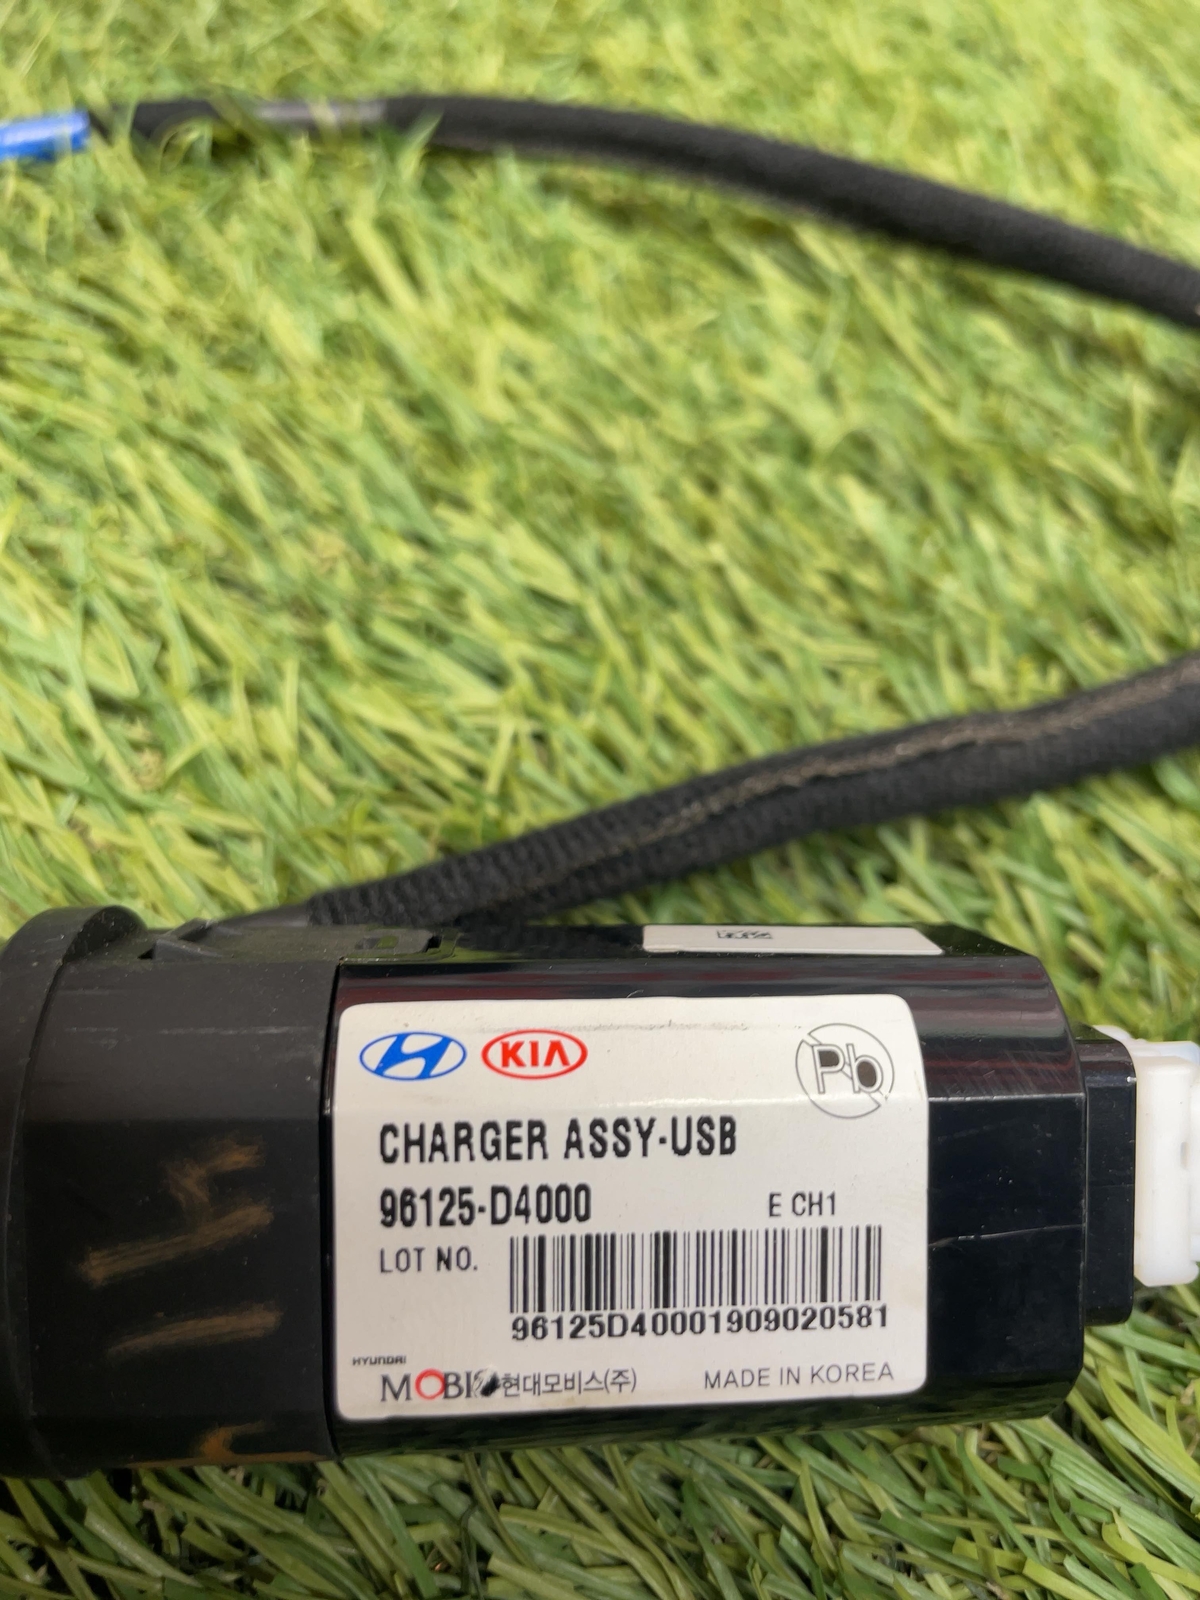 KIA
Pb
CHARGER ASSY-USB
96125-D4000 E CH1
LOT NO.
96125D40001909020581
HYUNDAI
MOBIS 현대모비스(주) MADE IN KOREA